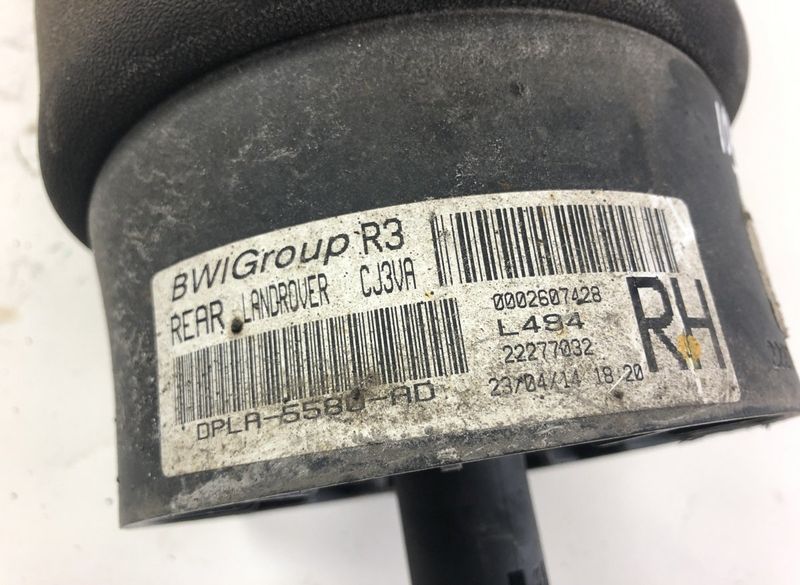 BWIGroup R3
REAR LANDROVER CJ3VA
0002607428
L494
22277032
23/04/14 18 20
RH
DPLA-5580-AD